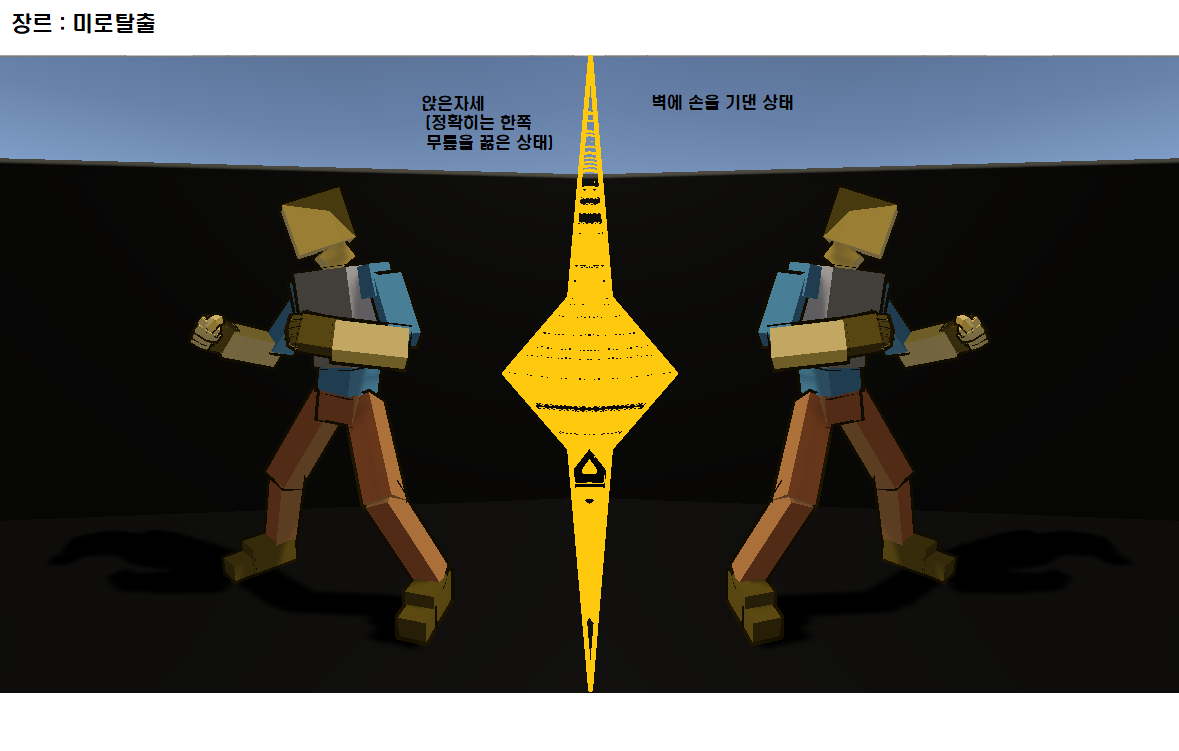 장르 : 미로탈출
앉은자세
(정확히는 한쪽
무릎을 꿇은 상태)
벽에 손을 기댄 상태